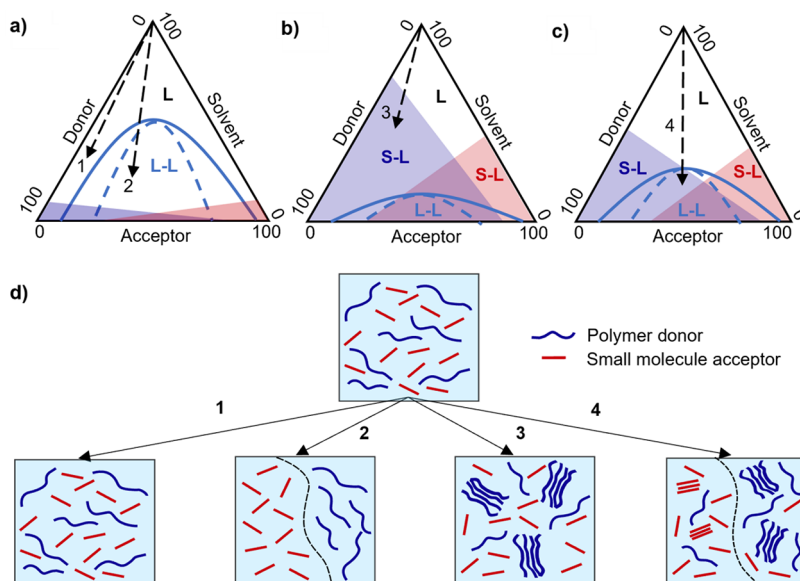 a)
0
100
Donor
L
Solvent
1
2
L-L
100
0
0
Acceptor
100
b)
0
100
Donor
3
L
Solvent
S-L
S-L
L-L
100
0
0
Acceptor
100
c)
0
100
Donor
L
Solvent
4
S-L
S-L
L-L
100
0
0
Acceptor
100
d)
Polymer donor
Small molecule acceptor
1
2
3
4